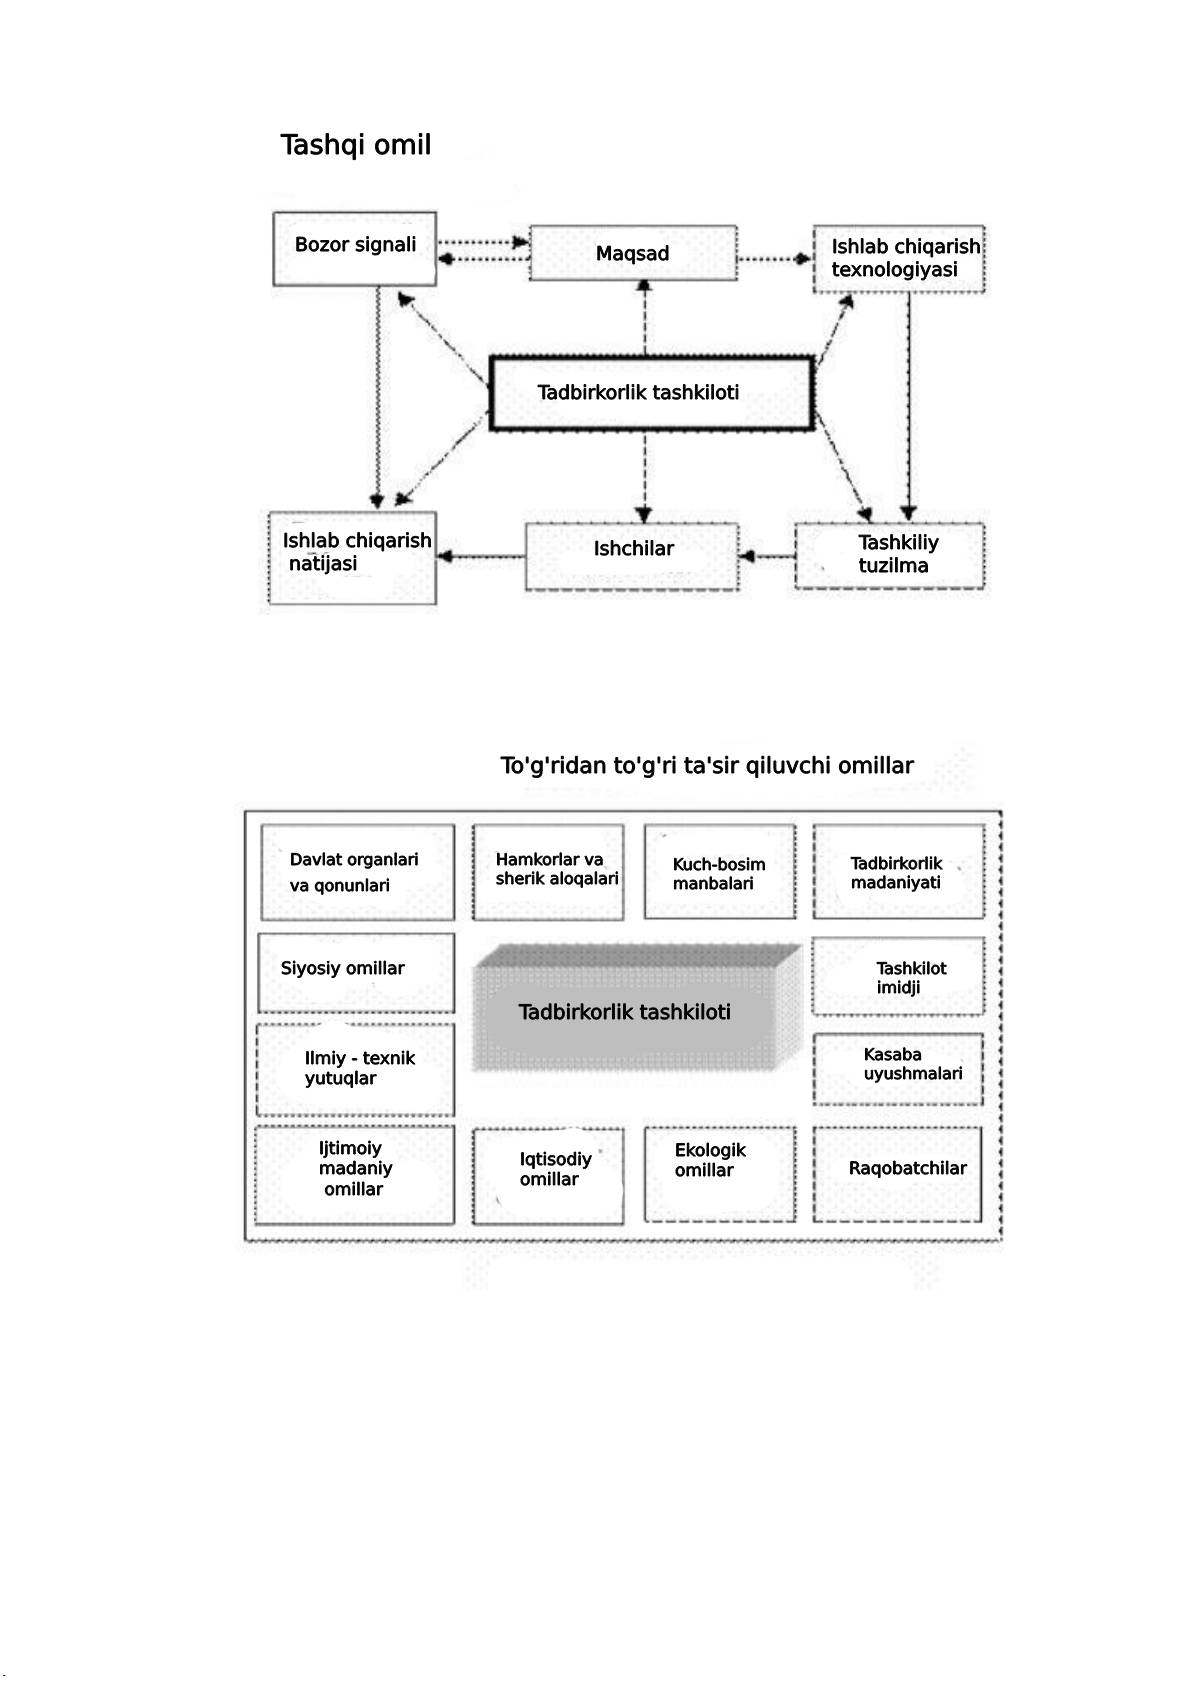 Tashqi omil
Bozor signali
Maqsad
Ishlab chiqarish
texnologiyasi
Tadbirkorlik tashkiloti
Ishlab chiqarish
natijasi
Ishchilar
Tashkiliy
tuzilma
To'g'ridan to'g'ri ta'sir qiluvchi omillar
Davlat organlari
va qonunlari
Hamkorlar va
sherik aloqalari
Kuch-bosim
manbalari
Tadbirkorlik
madaniyati
Siyosiy omillar
Tadbirkorlik tashkiloti
Tashkilot
imidji
Ilmiy - texnik
yutuqlar
Kasaba
uyushmalari
Ijtimoiy
madaniy
omillar
Iqtisodiy
omillar
Ekologik
omillar
Raqobatchilar